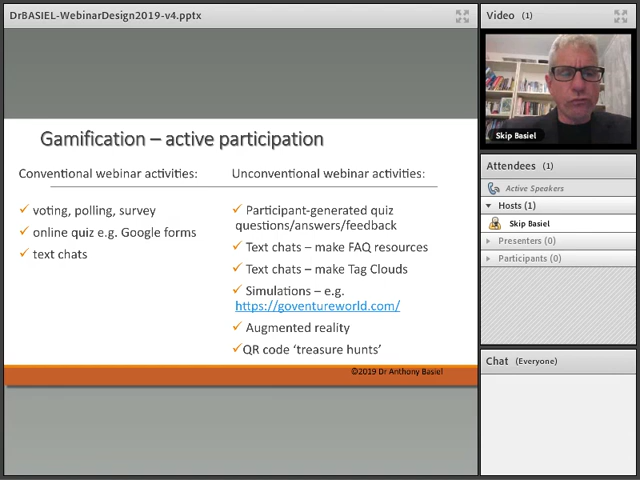 DrBASIEL-WebinarDesign2019-v4.pptx
Gamification – active participation
Conventional webinar activities:
voting, polling, survey
online quiz e.g. Google forms
text chats
Unconventional webinar activities:
Participant-generated quiz
questions/answers/feedback
Text chats – make FAQ resources
Text chats – make Tag Clouds
Simulations – e.g.
https://goventureworld.com/
Augmented reality
QR code ‘treasure hunts’
©2019 Dr Anthony Basiel
Video (1)
Skip Basiel
Attendees (1)
Active Speakers
Hosts (1)
Skip Basiel
Presenters (0)
Participants (0)
Chat (Everyone)